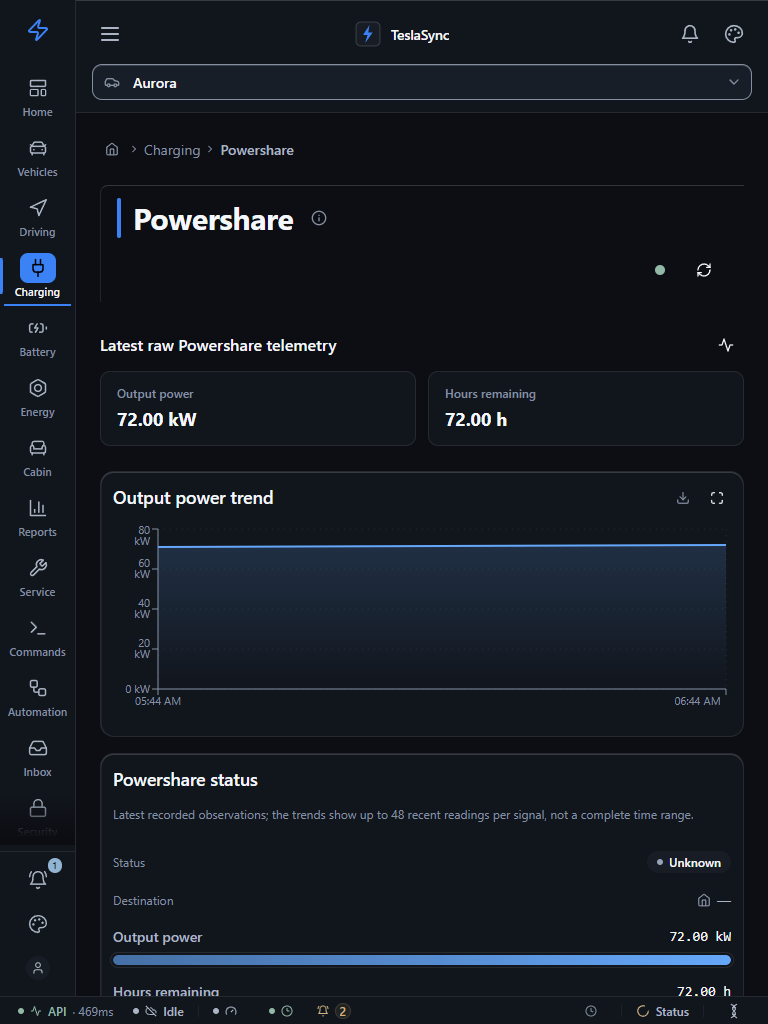 TeslaSync
Aurora
Home
Vehicles
Driving
Charging
Battery
Energy
Cabin
Reports
Service
Commands
Automation
Inbox
Security
1
Charging
Powershare
Powershare
Latest raw Powershare telemetry
Output power
72.00 kW
Hours remaining
72.00 h
Output power trend
80
kW
60
kW
40
kW
20
kW
0 kW
05:44 AM
06:44 AM
Powershare status
Latest recorded observations; the trends show up to 48 recent readings per signal, not a complete time range.
Status
Unknown
Destination
—
Output power
72.00 kW
Hours remaining
72.00 h
API · 469ms
Idle
2
Status